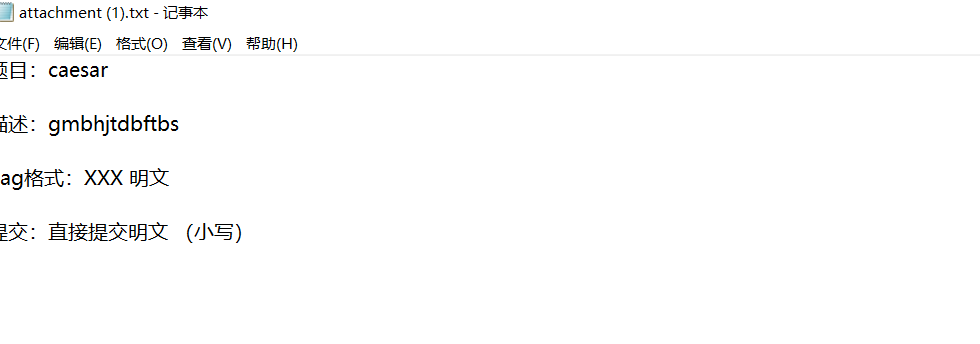 attachment (1).txt - 记事本
文件(F) 编辑(E) 格式(O) 查看(V) 帮助(H)
题目：caesar
描述：gmbhjtdbftbs
lag格式：XXX 明文
提交：直接提交明文 （小写）